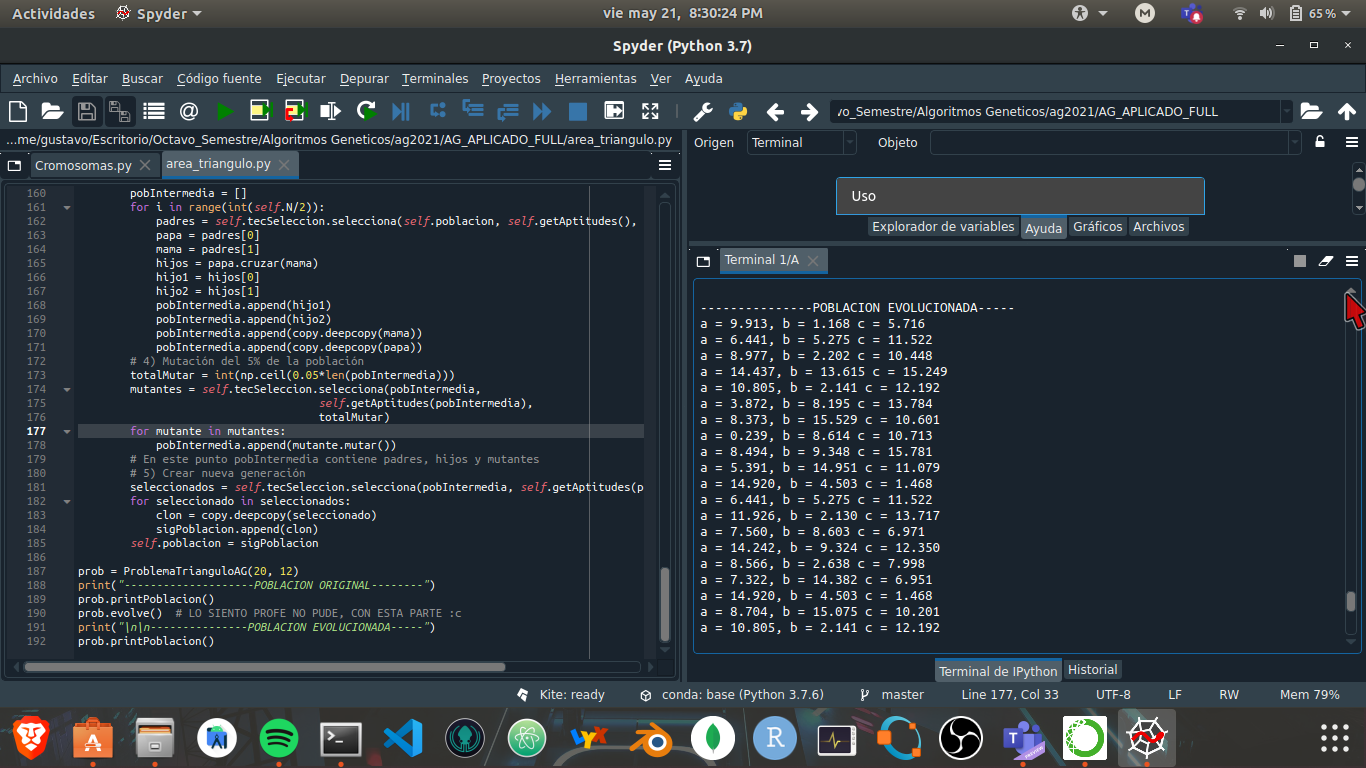 Actividades
Spyder
vie may 21, 8:30:24 PM
65 %
Spyder (Python 3.7)
Archivo Editar Buscar Código fuente Ejecutar Depurar Terminales Proyectos Herramientas Ver Ayuda
/o_Semestre/Algoritmos Geneticos/ag2021/AG_APLICADO_FULL
...me/gustavo/Escritorio/Octavo_Semestre/Algoritmos Geneticos/ag2021/AG_APLICADO_FULL/area_triangulo.py
Cromosomas.py
area_triangulo.py
160 pobIntermedia = []
161 for i in range(int(self.N/2)):
162 padres = self.tecSeleccion.selecciona(self.poblacion, self.getAptitudes(),
163 papa = padres[0]
164 mama = padres[1]
165 hijos = papa.cruzar(mama)
166 hijo1 = hijos[0]
167 hijo2 = hijos[1]
168 pobIntermedia.append(hijo1)
169 pobIntermedia.append(hijo2)
170 pobIntermedia.append(copy.deepcopy(mama))
171 pobIntermedia.append(copy.deepcopy(papa))
172 # 4) Mutación del 5% de la población
173 totalMutar = int(np.ceil(0.05*len(pobIntermedia)))
174 mutantes = self.tecSeleccion.selecciona(pobIntermedia,
175 self.getAptitudes(pobIntermedia),
176 totalMutar)
177 for mutante in mutantes:
178 pobIntermedia.append(mutante.mutar())
179 # En este punto pobIntermedia contiene padres, hijos y mutantes
180 # 5) Crear nueva generación
181 seleccionados = self.tecSeleccion.selecciona(pobIntermedia, self.getAptitudes(p
182 for seleccionado in seleccionados:
183 clon = copy.deepcopy(seleccionado)
184 sigPoblacion.append(clon)
185 self.poblacion = sigPoblacion
186
187 prob = ProblemaTrianguloAG(20, 12)
188 print("--------------------POBLACION ORIGINAL--------")
189 prob.printPoblacion()
190 prob.evolve() # LO SIENTO PROFE NO PUDE, CON ESTA PARTE :c
191 print("\n\n---------------POBLACION EVOLUCIONADA-----")
192 prob.printPoblacion()
Origen Terminal Objeto
Uso
Explorador de variables Ayuda Gráficos Archivos
Terminal 1/A
---------------POBLACION EVOLUCIONADA-----
a = 9.913, b = 1.168 c = 5.716
a = 6.441, b = 5.275 c = 11.522
a = 8.977, b = 2.202 c = 10.448
a = 14.437, b = 13.615 c = 15.249
a = 10.805, b = 2.141 c = 12.192
a = 3.872, b = 8.195 c = 13.784
a = 8.373, b = 15.529 c = 10.601
a = 0.239, b = 8.614 c = 10.713
a = 8.494, b = 9.348 c = 15.781
a = 5.391, b = 14.951 c = 11.079
a = 14.920, b = 4.503 c = 1.468
a = 6.441, b = 5.275 c = 11.522
a = 11.926, b = 2.130 c = 13.717
a = 7.560, b = 8.603 c = 6.971
a = 14.242, b = 9.324 c = 12.350
a = 8.566, b = 2.638 c = 7.998
a = 7.322, b = 14.382 c = 6.951
a = 14.920, b = 4.503 c = 1.468
a = 8.704, b = 15.075 c = 10.201
a = 10.805, b = 2.141 c = 12.192
Terminal de IPython Historial
Kite: ready conda: base (Python 3.7.6) master Line 177, Col 33 UTF-8 LF RW Mem 79%